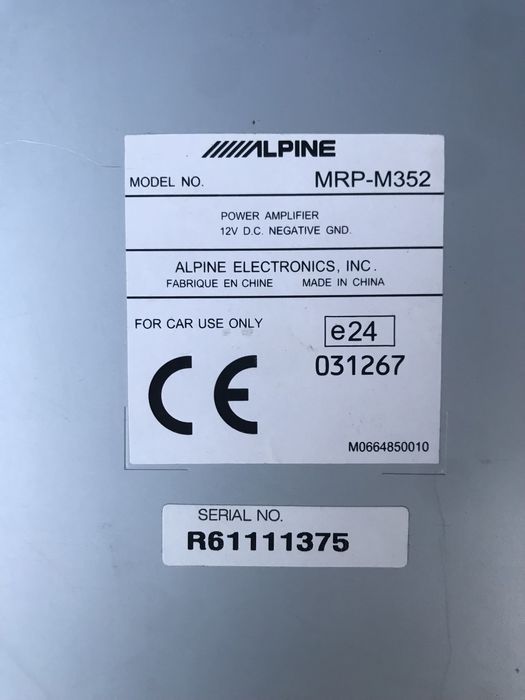 ALPINE
MODEL NO. MRP-M352
POWER AMPLIFIER
12V D.C. NEGATIVE GND.
ALPINE ELECTRONICS, INC.
FABRIQUE EN CHINE MADE IN CHINA
FOR CAR USE ONLY e24
031267
CE
M0664850010
SERIAL NO.
R61111375